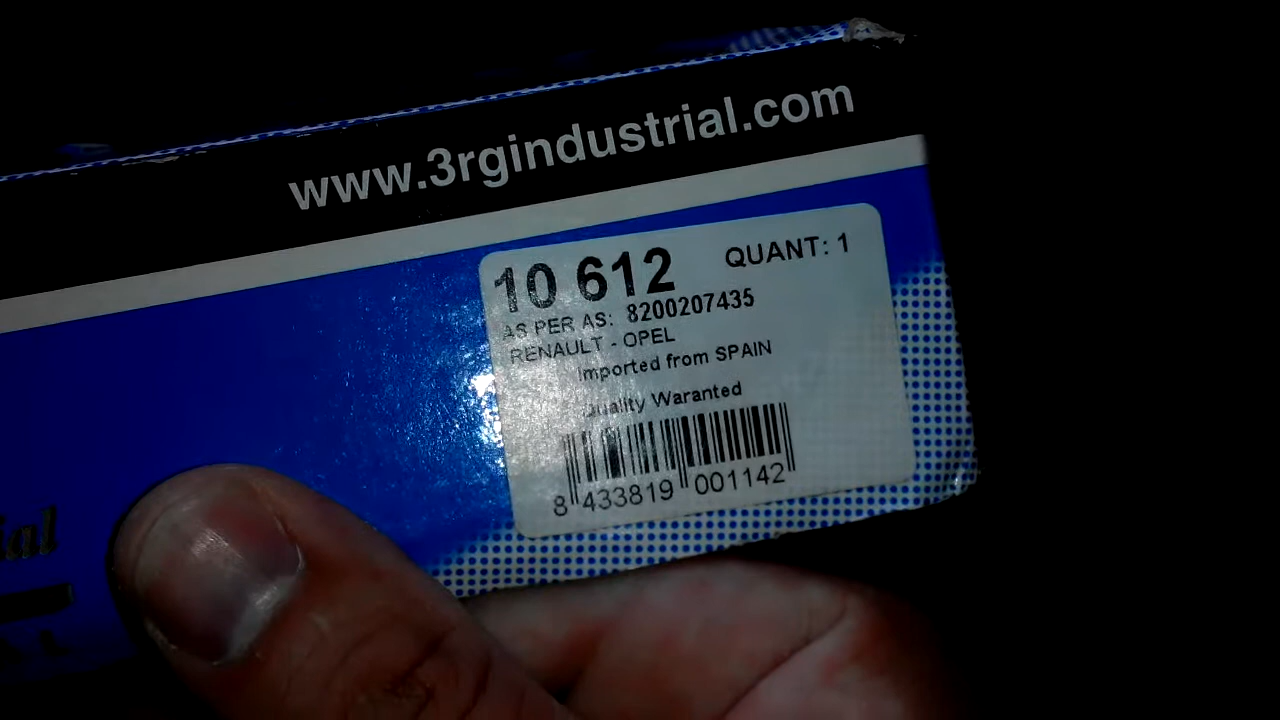 www.3rgindustrial.com
10 612 QUANT: 1
AS PER AS: 8200207435
RENAULT - OPEL
Imported from SPAIN
Quality Waranted
8 433819 001142
ial